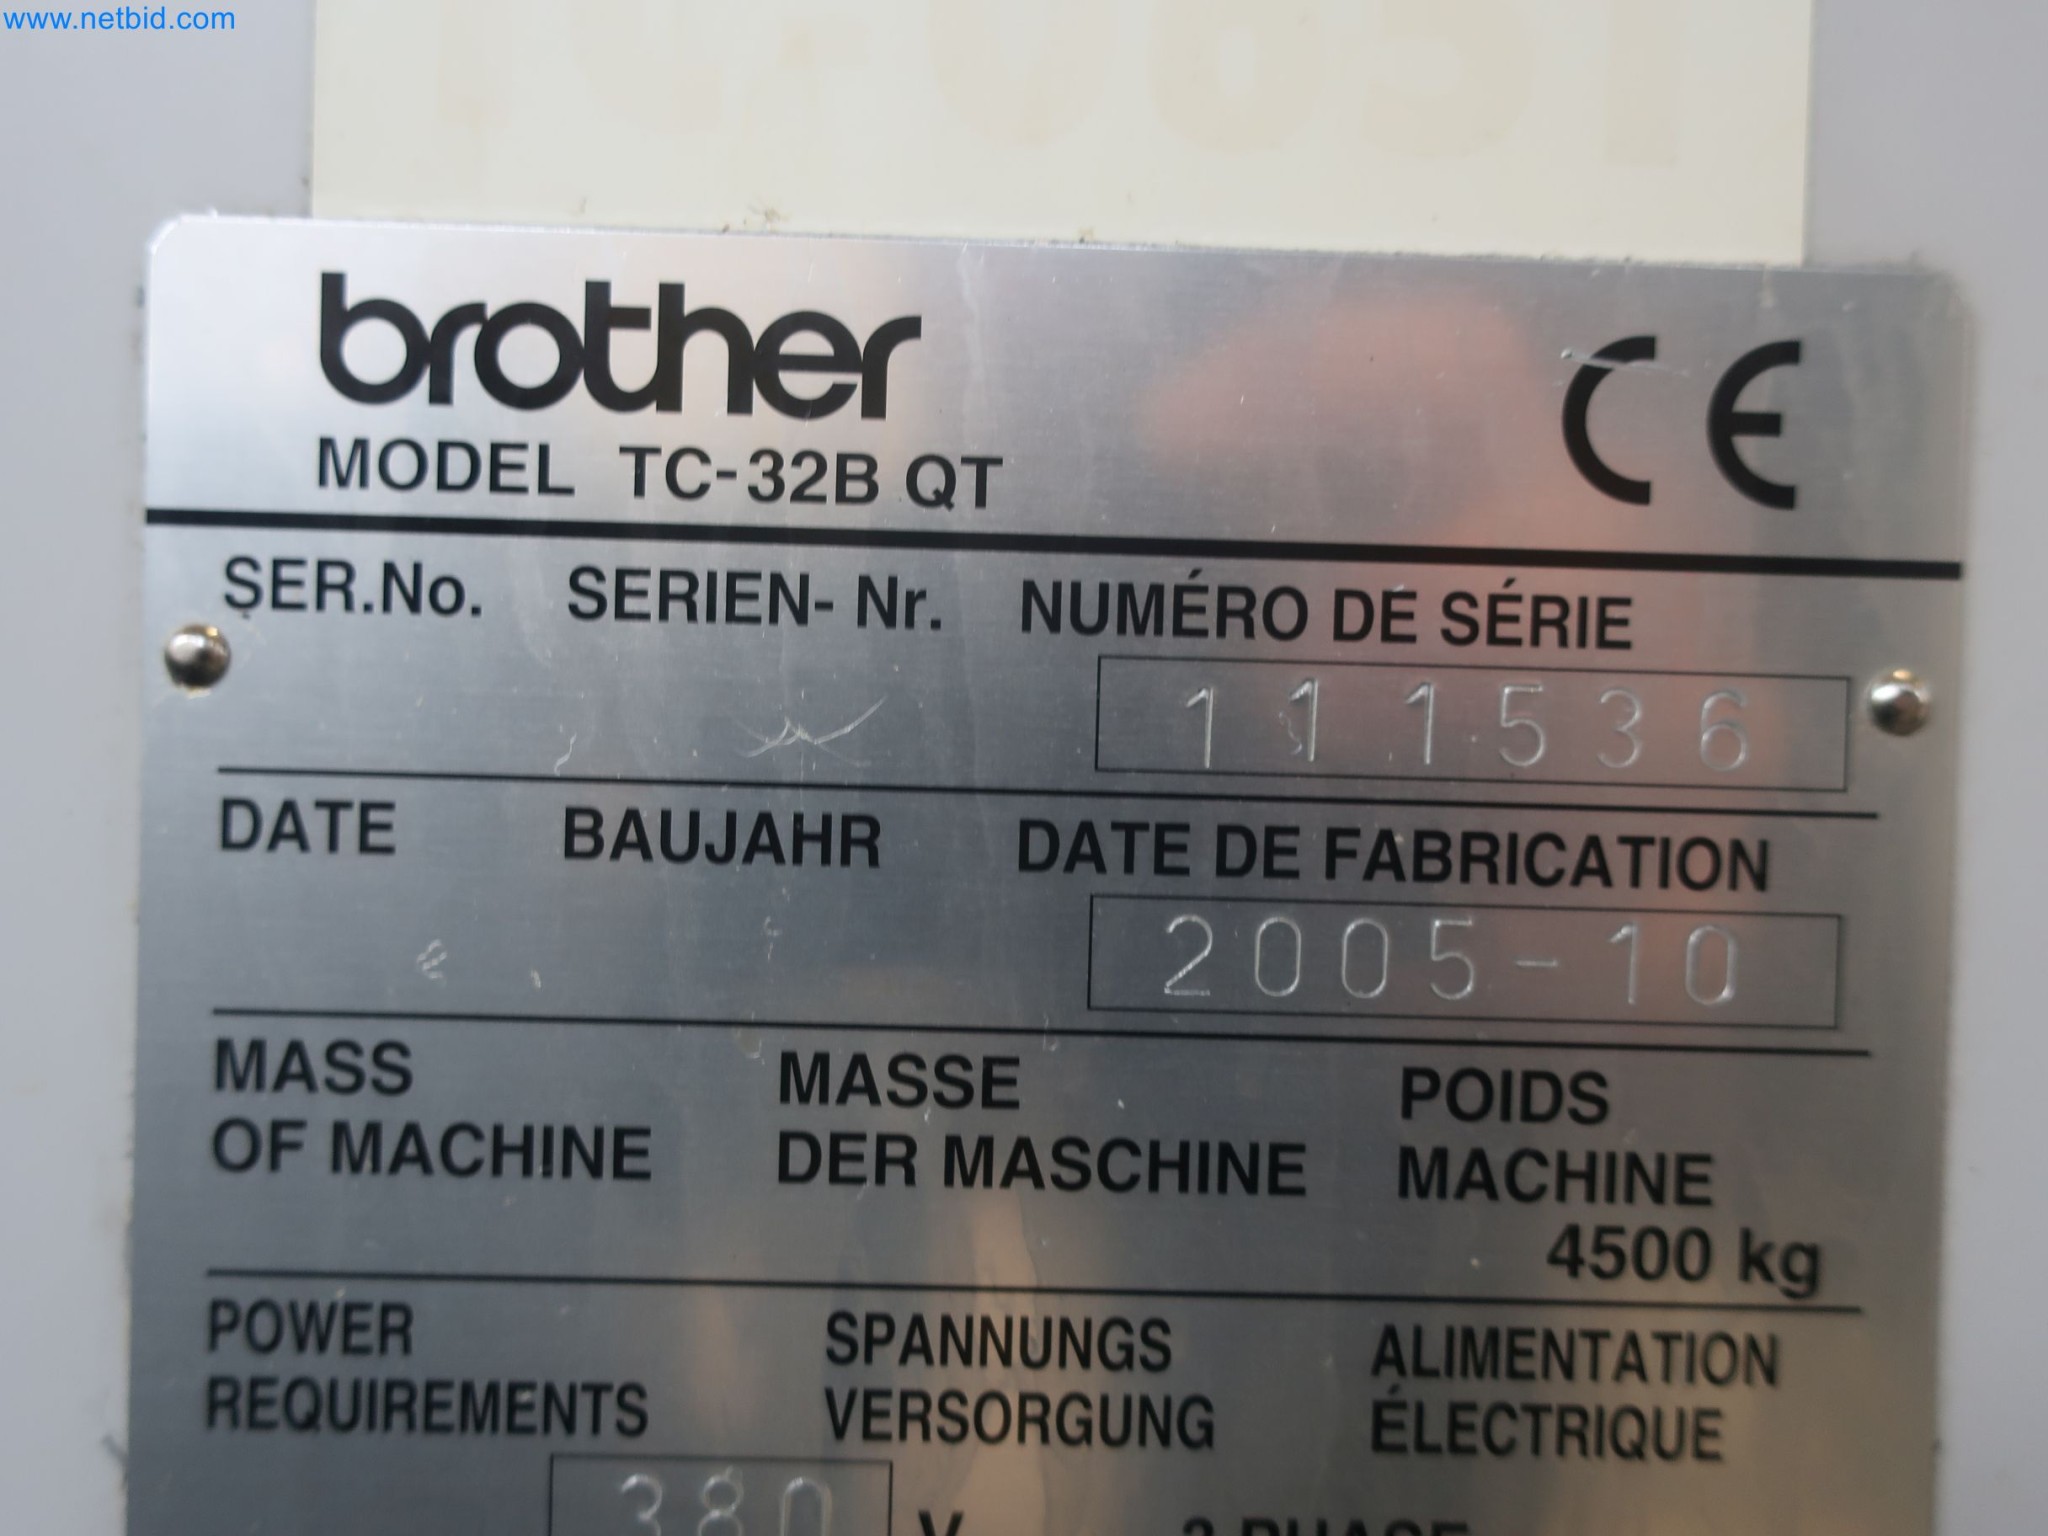 www.netbid.com
brother
MODEL TC-32B QT
CE
SER.No. SERIEN- Nr. NUMÉRO DE SÉRIE
111536
DATE BAUJAHR DATE DE FABRICATION
2005-10
MASS OF MACHINE
MASSE DER MASCHINE
POIDS MACHINE
4500 kg
POWER REQUIREMENTS
SPANNUNGS VERSORGUNG
ALIMENTATION ÉLECTRIQUE
380 V 3 PHASE